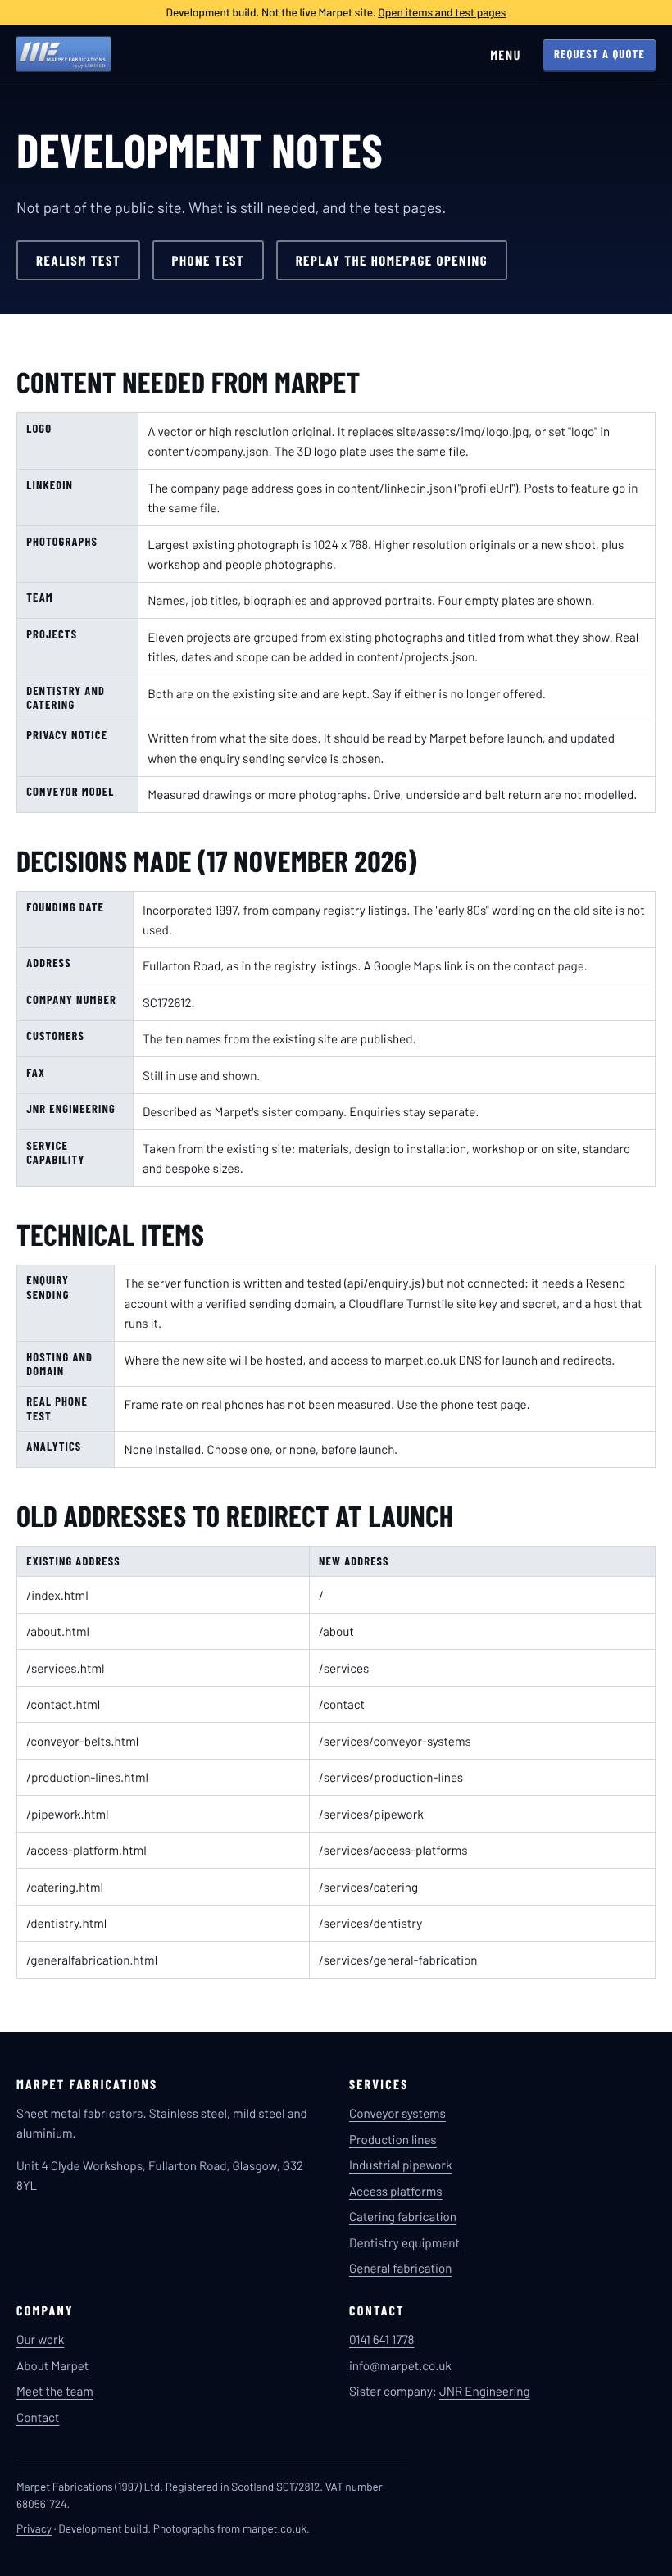 Development build. Not the live Marpet site. Open items and test pages
MF
MARPET FABRICATIONS
1997 LIMITED
MENU
REQUEST A QUOTE
DEVELOPMENT NOTES
Not part of the public site. What is still needed, and the test pages.
REALISM TEST
PHONE TEST
REPLAY THE HOMEPAGE OPENING
CONTENT NEEDED FROM MARPET
LOGO
A vector or high resolution original. It replaces site/assets/img/logo.jpg, or set "logo" in
content/company.json. The 3D logo plate uses the same file.
LINKEDIN
The company page address goes in content/linkedin.json ("profileUrl"). Posts to feature go in
the same file.
PHOTOGRAPHS
Largest existing photograph is 1024 x 768. Higher resolution originals or a new shoot, plus
workshop and people photographs.
TEAM
Names, job titles, biographies and approved portraits. Four empty plates are shown.
PROJECTS
Eleven projects are grouped from existing photographs and titled from what they show. Real
titles, dates and scope can be added in content/projects.json.
DENTISTRY AND
CATERING
Both are on the existing site and are kept. Say if either is no longer offered.
PRIVACY NOTICE
Written from what the site does. It should be read by Marpet before launch, and updated
when the enquiry sending service is chosen.
CONVEYOR MODEL
Measured drawings or more photographs. Drive, underside and belt return are not modelled.
DECISIONS MADE (17 NOVEMBER 2026)
FOUNDING DATE
Incorporated 1997, from company registry listings. The "early 80s" wording on the old site is not
used.
ADDRESS
Fullarton Road, as in the registry listings. A Google Maps link is on the contact page.
COMPANY NUMBER
SC172812.
CUSTOMERS
The ten names from the existing site are published.
FAX
Still in use and shown.
JNR ENGINEERING
Described as Marpet's sister company. Enquiries stay separate.
SERVICE
CAPABILITY
Taken from the existing site: materials, design to installation, workshop or on site, standard
and bespoke sizes.
TECHNICAL ITEMS
ENQUIRY
SENDING
The server function is written and tested (api/enquiry.js) but not connected: it needs a Resend
account with a verified sending domain, a Cloudflare Turnstile site key and secret, and a host that
runs it.
HOSTING AND
DOMAIN
Where the new site will be hosted, and access to marpet.co.uk DNS for launch and redirects.
REAL PHONE
TEST
Frame rate on real phones has not been measured. Use the phone test page.
ANALYTICS
None installed. Choose one, or none, before launch.
OLD ADDRESSES TO REDIRECT AT LAUNCH
EXISTING ADDRESS
NEW ADDRESS
/index.html
/
/about.html
/about
/services.html
/services
/contact.html
/contact
/conveyor-belts.html
/services/conveyor-systems
/production-lines.html
/services/production-lines
/pipework.html
/services/pipework
/access-platform.html
/services/access-platforms
/catering.html
/services/catering
/dentistry.html
/services/dentistry
/generalfabrication.html
/services/general-fabrication
MARPET FABRICATIONS
Sheet metal fabricators. Stainless steel, mild steel and
aluminium.
Unit 4 Clyde Workshops, Fullarton Road, Glasgow, G32
8YL
SERVICES
Conveyor systems
Production lines
Industrial pipework
Access platforms
Catering fabrication
Dentistry equipment
General fabrication
COMPANY
Our work
About Marpet
Meet the team
Contact
CONTACT
0141 641 1778
info@marpet.co.uk
Sister company: JNR Engineering
Marpet Fabrications (1997) Ltd. Registered in Scotland SC172812. VAT number
680561724.
Privacy · Development build. Photographs from marpet.co.uk.